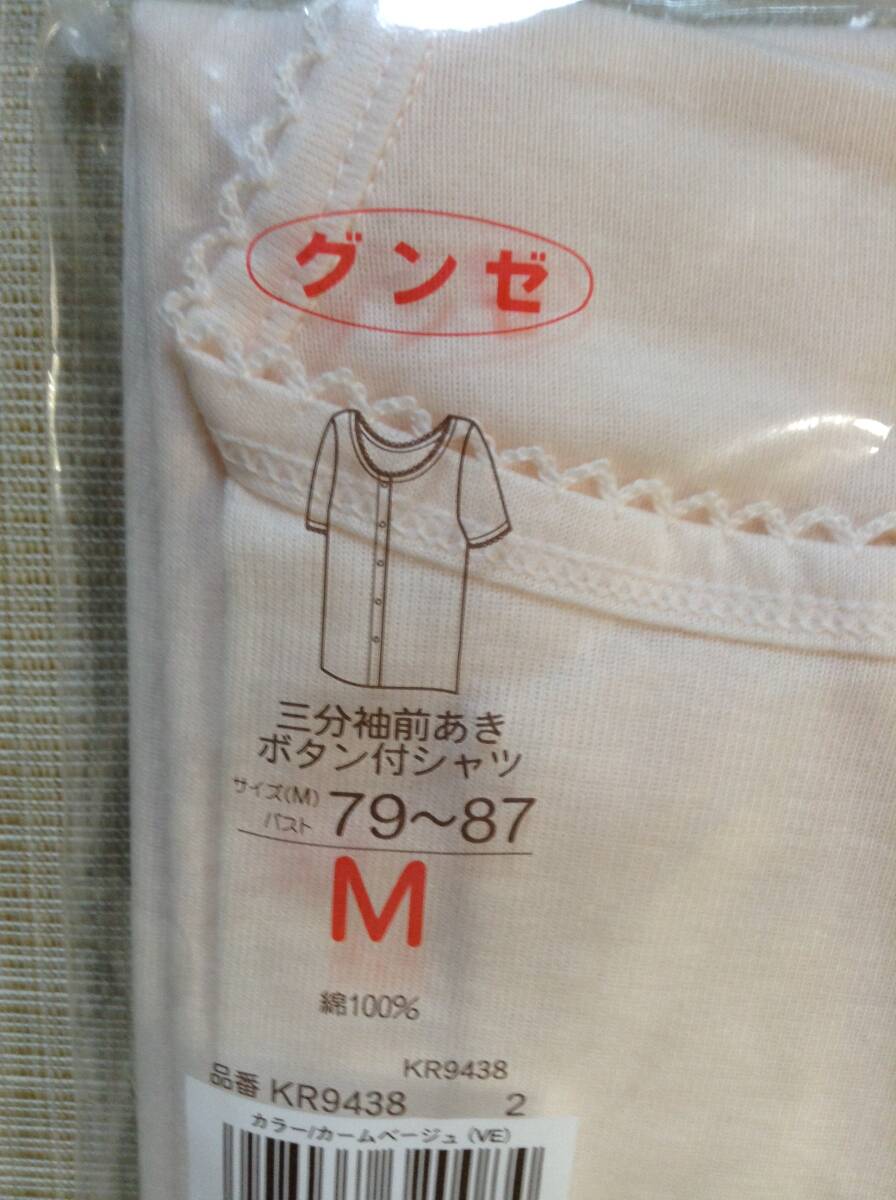 グンゼ
三分袖前あき
ボタン付シャツ
サイズ(M)
バスト 79～87
M
綿100%
KR9438
品番 KR9438 2
カラー/カームベージュ(VE)